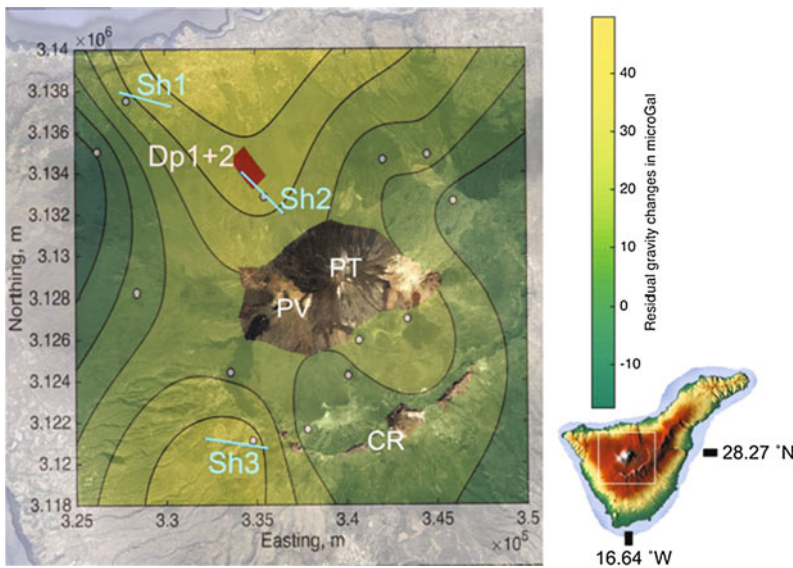 ×10⁶
3.14
3.138
3.135
3.134
3.132
3.13
3.128
3.126
3.124
3.121
3.120
3.118
Northing, m
3.25
3.3
3.35
3.4
3.45
3.5
Easting, m
×10⁵
Sh1
Dp1+2
Sh2
PT
PV
CR
Sh3
40
30
20
10
0
-10
Residual gravity changes in microGal
28.27 °N
16.64 °W